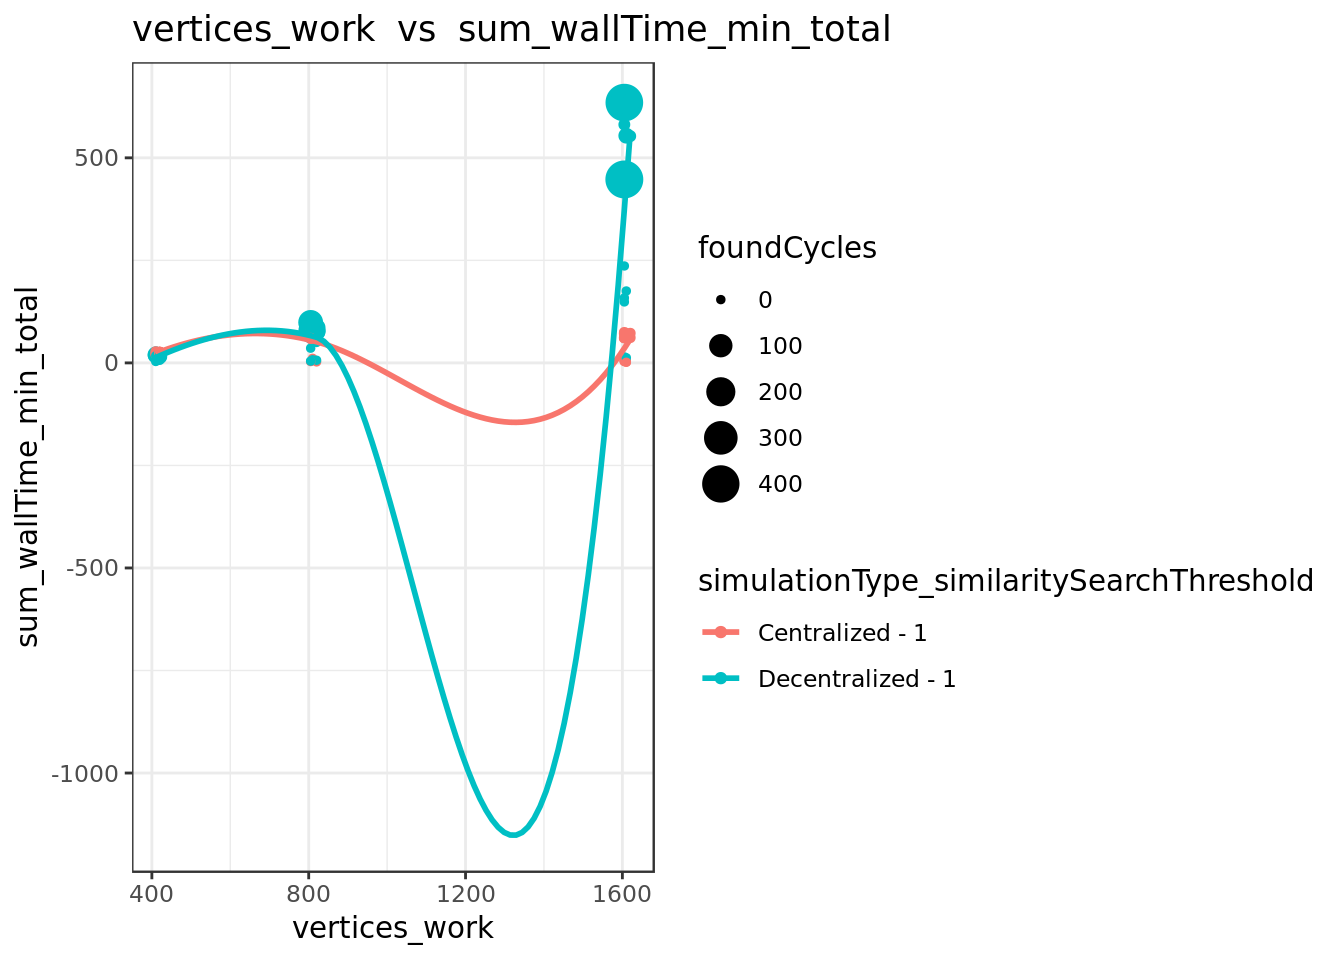 vertices_work  vs  sum_wallTime_min_total
sum_wallTime_min_total
500
0
-500
-1000
400
800
1200
1600
vertices_work
foundCycles
0
100
200
300
400
simulationType_similaritySearchThreshold
Centralized - 1
Decentralized - 1